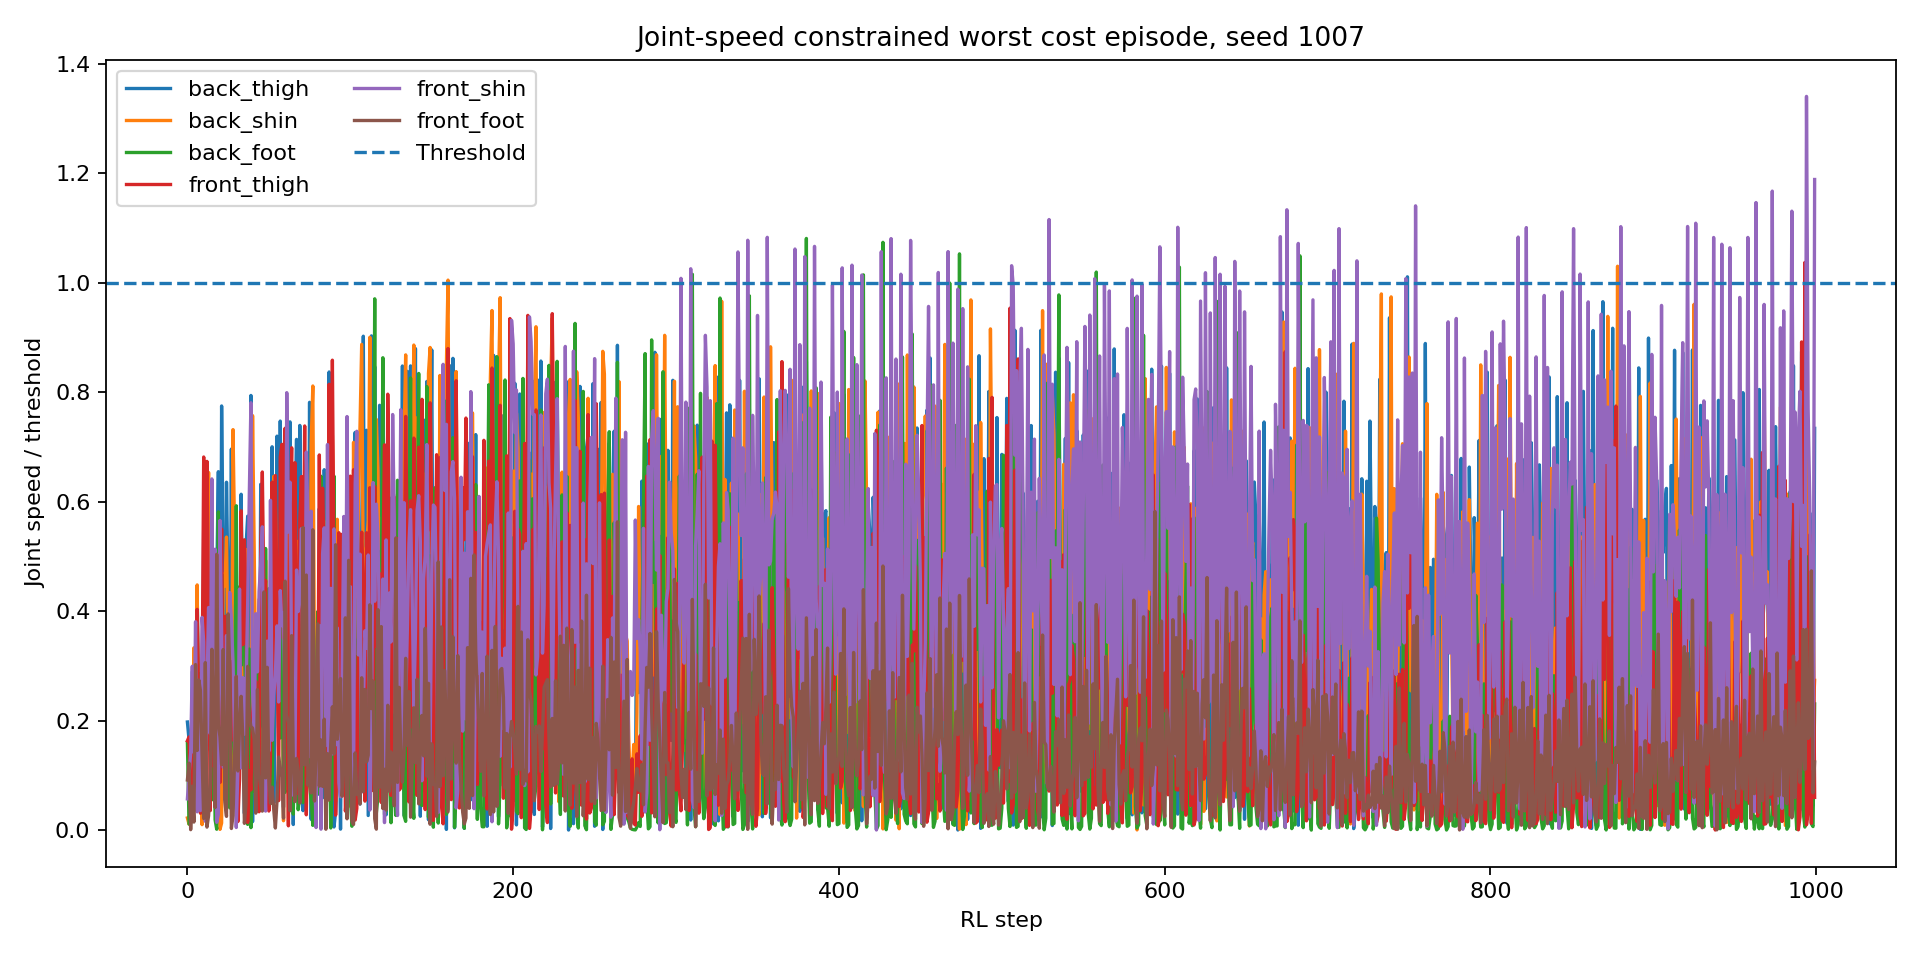 Joint-speed constrained worst cost episode, seed 1007
back_thigh
back_shin
back_foot
front_thigh
front_shin
front_foot
Threshold
Joint speed / threshold
1.4
1.2
1.0
0.8
0.6
0.4
0.2
0.0
0 200 400 600 800 1000
RL step